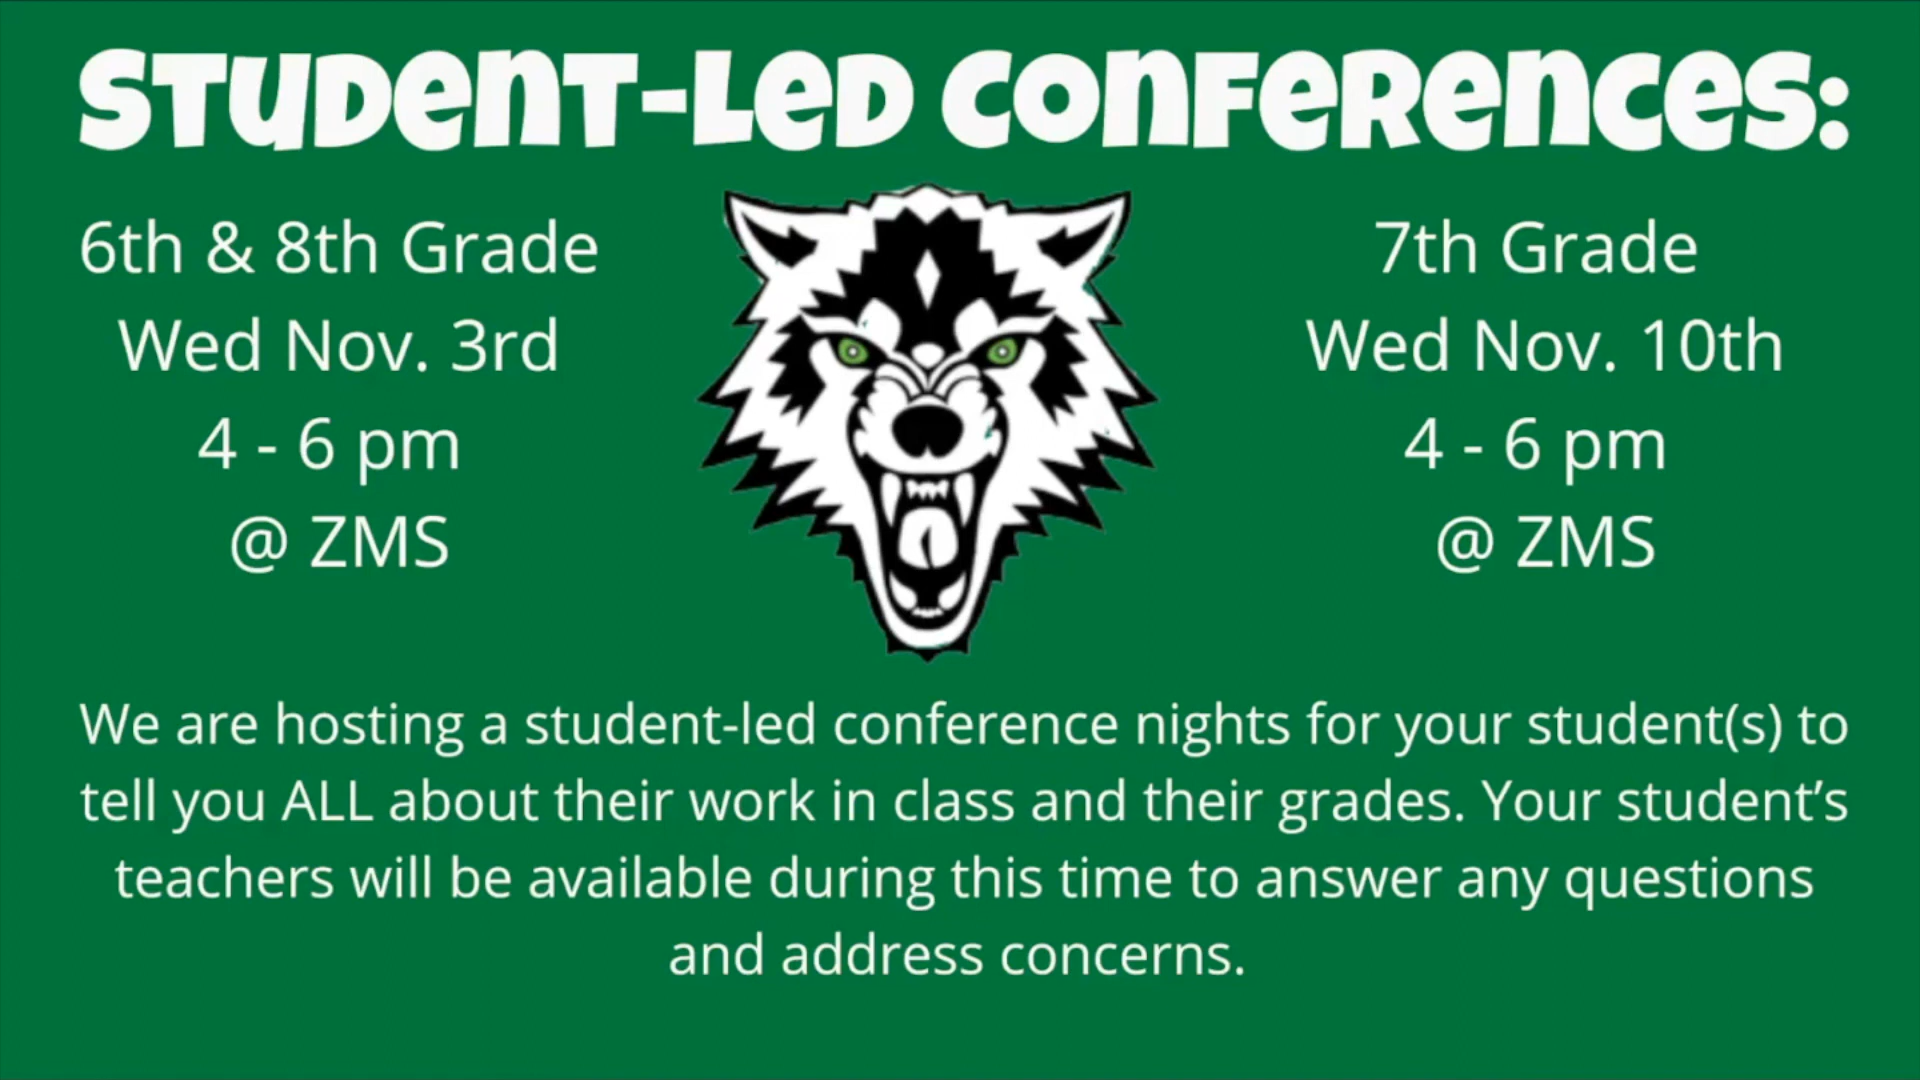 STUDENT-LED CONFERENCES:
6th & 8th Grade
Wed Nov. 3rd
4 - 6 pm
@ ZMS
7th Grade
Wed Nov. 10th
4 - 6 pm
@ ZMS
We are hosting a student-led conference nights for your student(s) to
tell you ALL about their work in class and their grades. Your student’s
teachers will be available during this time to answer any questions
and address concerns.